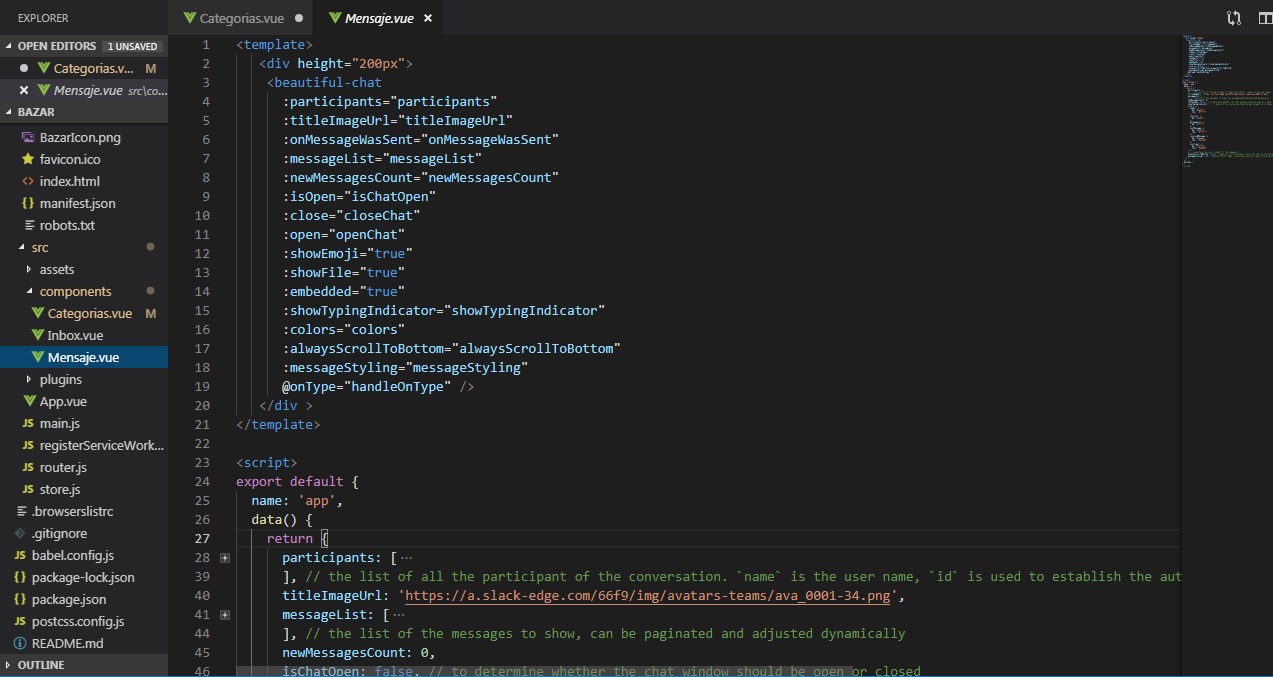 EXPLORER
OPEN EDITORS 1 UNSAVED
Categorias.v... M
Mensaje.vue src\co...
BAZAR
BazarIcon.png
favicon.ico
index.html
manifest.json
robots.txt
src
assets
components
Categorias.vue M
Inbox.vue
Mensaje.vue
plugins
App.vue
JS main.js
JS registerServiceWork...
JS router.js
JS store.js
.browserslistrc
.gitignore
JS babel.config.js
{} package-lock.json
{} package.json
JS postcss.config.js
README.md
OUTLINE
Categorias.vue
Mensaje.vue
1 <template>
2 <div height="200px">
3 <beautiful-chat
4 :participants="participants"
5 :titleImageUrl="titleImageUrl"
6 :onMessageWasSent="onMessageWasSent"
7 :messageList="messageList"
8 :newMessagesCount="newMessagesCount"
9 :isOpen="isChatOpen"
10 :close="closeChat"
11 :open="openChat"
12 :showEmoji="true"
13 :showFile="true"
14 :embedded="true"
15 :showTypingIndicator="showTypingIndicator"
16 :colors="colors"
17 :alwaysScrollToBottom="alwaysScrollToBottom"
18 :messageStyling="messageStyling"
19 @onType="handleOnType" />
20 </div >
21 </template>
22
23 <script>
24 export default {
25 name: 'app',
26 data() {
27 return {
28 participants: [ ...
39 ], // the list of all the participant of the conversation. `name` is the user name, `id` is used to establish the aut
40 titleImageUrl: 'https://a.slack-edge.com/66f9/img/avatars-teams/ava_0001-34.png',
41 messageList: [ ...
44 ], // the list of the messages to show, can be paginated and adjusted dynamically
45 newMessagesCount: 0,
46 isChatOpen: false, // to determine whether the chat window should be open or closed